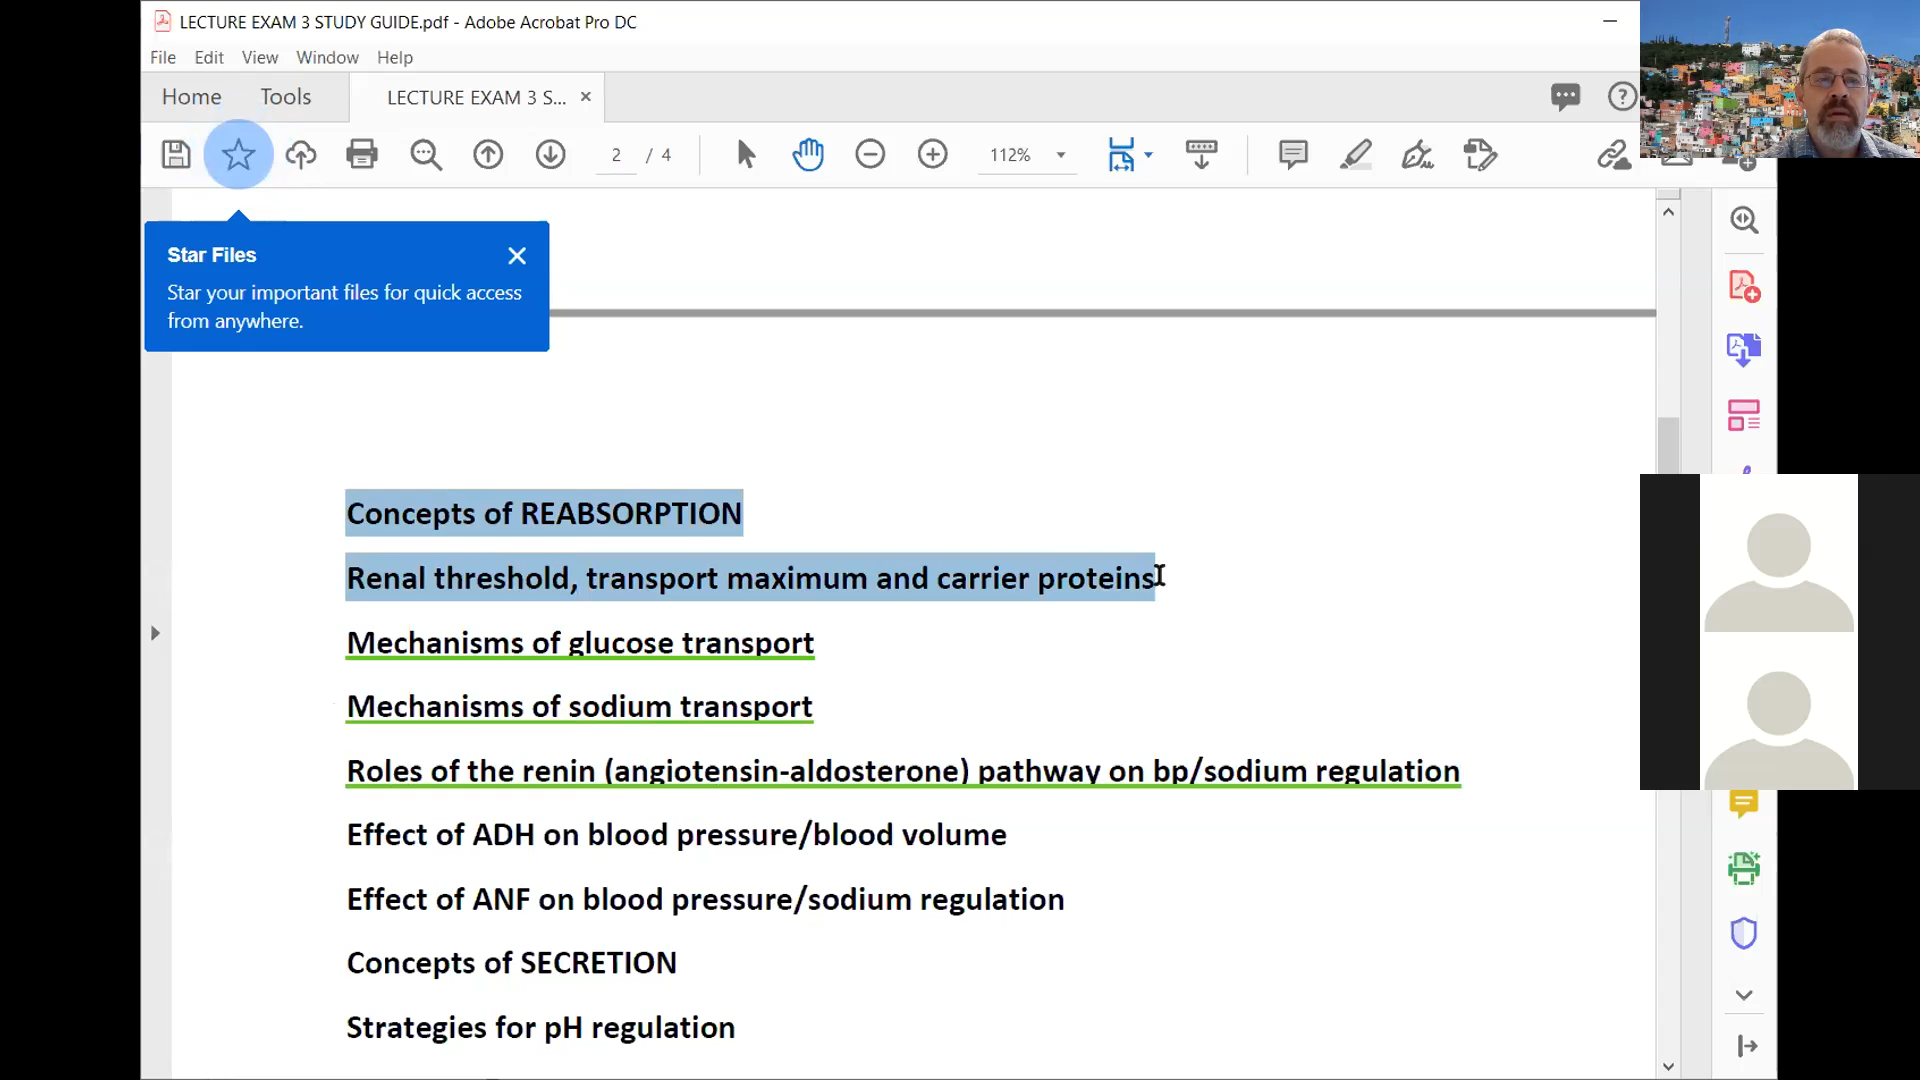 LECTURE EXAM 3 STUDY GUIDE.pdf - Adobe Acrobat Pro DC
File Edit View Window Help
Home Tools LECTURE EXAM 3 S...
2 / 4 112%
Star Files
Star your important files for quick access
from anywhere.
Concepts of REABSORPTION
Renal threshold, transport maximum and carrier proteins
Mechanisms of glucose transport
Mechanisms of sodium transport
Roles of the renin (angiotensin-aldosterone) pathway on bp/sodium regulation
Effect of ADH on blood pressure/blood volume
Effect of ANF on blood pressure/sodium regulation
Concepts of SECRETION
Strategies for pH regulation